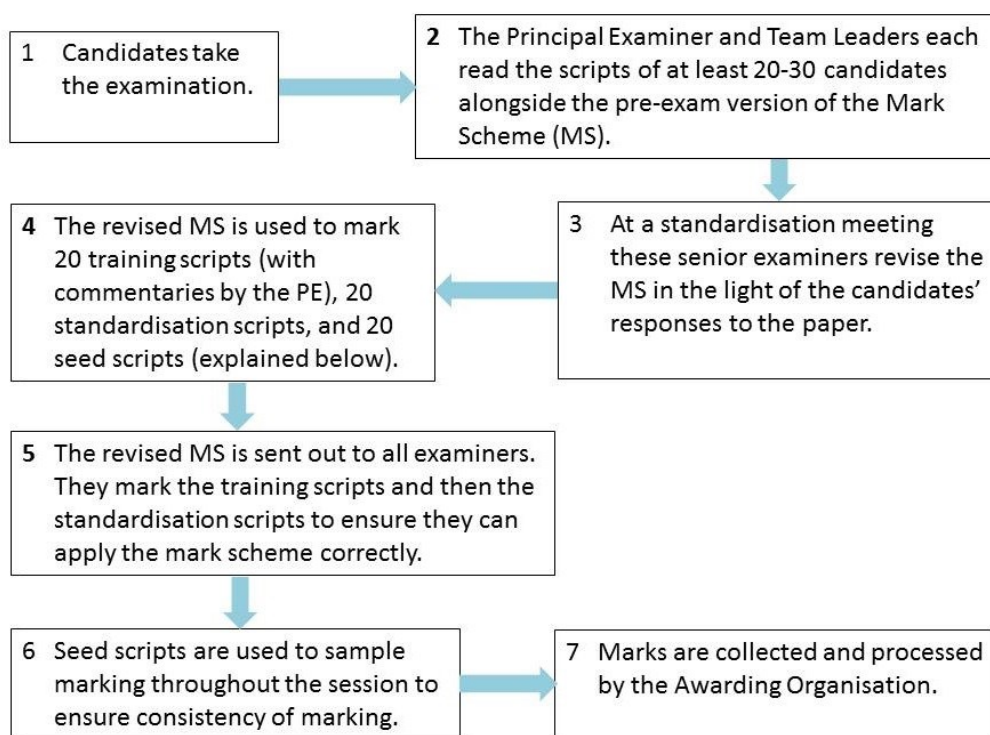 1 Candidates take
the examination.
2 The Principal Examiner and Team Leaders each
read the scripts of at least 20-30 candidates
alongside the pre-exam version of the Mark
Scheme (MS).
3 At a standardisation meeting
these senior examiners revise the
MS in the light of the candidates’
responses to the paper.
4 The revised MS is used to mark
20 training scripts (with
commentaries by the PE), 20
standardisation scripts, and 20
seed scripts (explained below).
5 The revised MS is sent out to all examiners.
They mark the training scripts and then the
standardisation scripts to ensure they can
apply the mark scheme correctly.
6 Seed scripts are used to sample
marking throughout the session to
ensure consistency of marking.
7 Marks are collected and processed
by the Awarding Organisation.